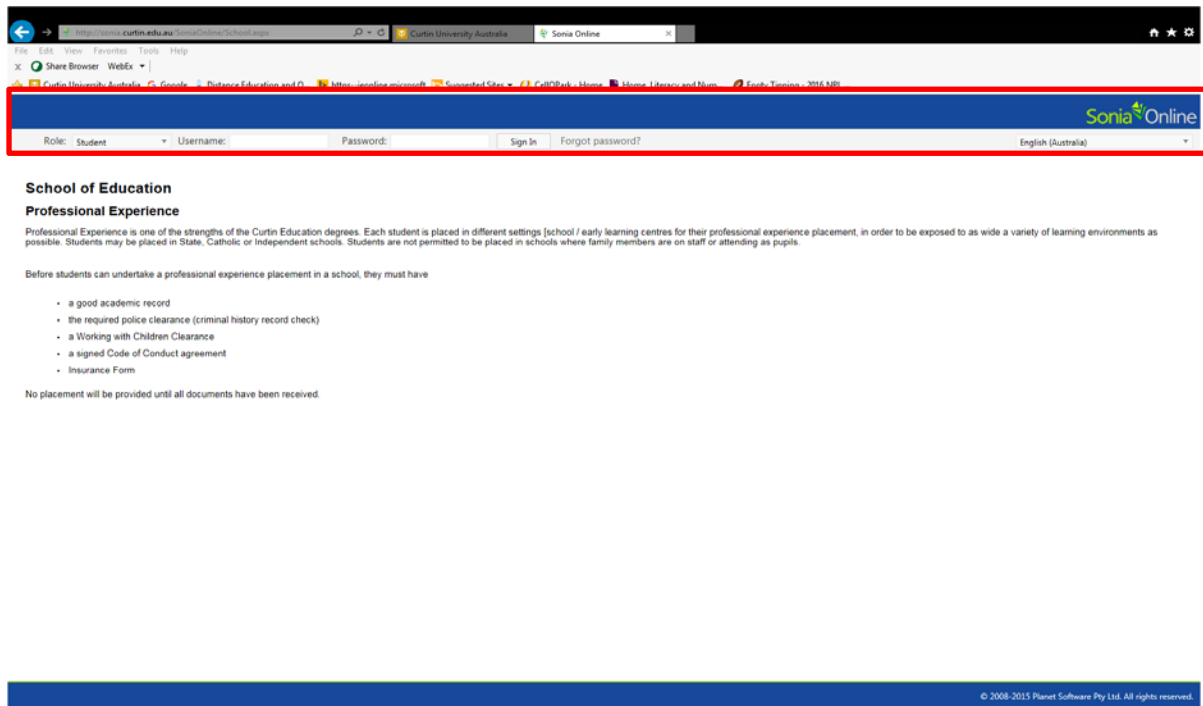 http://sonia.curtin.edu.au/SoniaOnline/School.aspx
Curtin University Australia
Sonia Online
File Edit View Favorites Tools Help
x Share Browser WebEx
Curtin University Australia G Google Distance Education and O... https--ieonline.microsoft Suggested Sites CellOPark - Home Home Literacy and Num... Footy Tipping - 2016 NRL ...
Sonia Online
Role: Student Username: Password: Sign In Forgot password? English (Australia)
School of Education
Professional Experience
Professional Experience is one of the strengths of the Curtin Education degrees. Each student is placed in different settings [school / early learning centres for their professional experience placement, in order to be exposed to as wide a variety of learning environments as
possible. Students may be placed in State, Catholic or Independent schools. Students are not permitted to be placed in schools where family members are on staff or attending as pupils.
Before students can undertake a professional experience placement in a school, they must have
• a good academic record
• the required police clearance (criminal history record check)
• a Working with Children Clearance
• a signed Code of Conduct agreement
• Insurance Form
No placement will be provided until all documents have been received.
© 2008-2015 Planet Software Pty Ltd. All rights reserved.